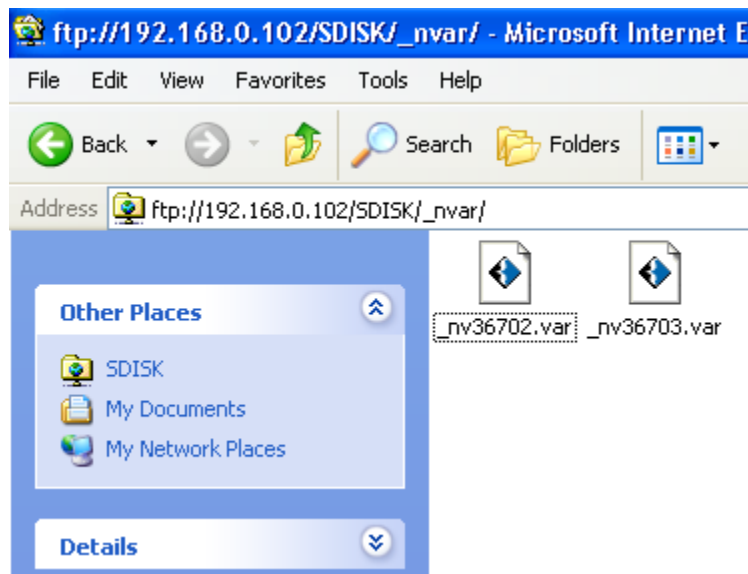 ftp://192.168.0.102/SDISK/_nvar/ - Microsoft Internet E
File Edit View Favorites Tools Help
Back Search Folders
Address ftp://192.168.0.102/SDISK/_nvar/
Other Places
SDISK
My Documents
My Network Places
Details
_nv36702.var _nv36703.var